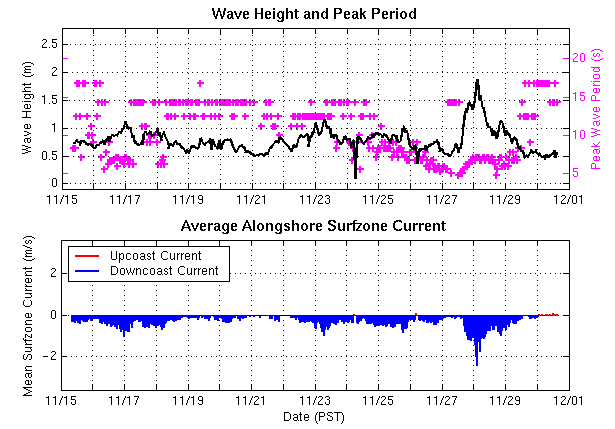 Wave Height and Peak Period
Wave Height (m)
2.5
2
1.5
1
0.5
0
20
15
10
5
Peak Wave Period (s)
11/15 11/17 11/19 11/21 11/23 11/25 11/27 11/29 12/01
Average Alongshore Surfzone Current
Mean Surfzone Current (m/s)
Upcoast Current
Downcoast Current
2
0
−2
11/15 11/17 11/19 11/21 11/23 11/25 11/27 11/29 12/01
Date (PST)